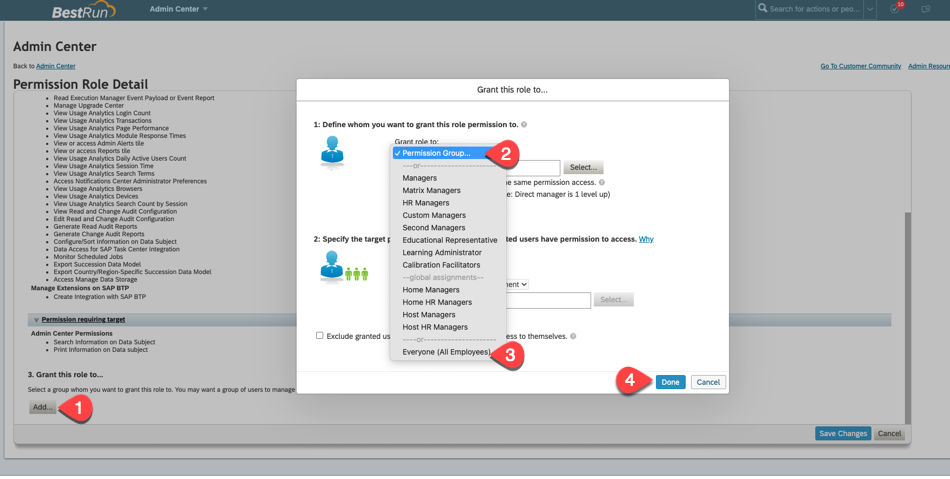 BestRun
Admin Center
Search for actions or peo...
10
Admin Center
Back to Admin Center
Go To Customer Community
Admin Resour
Permission Role Detail
Read Execution Manager Event Payload or Event Report
Manage Upgrade Center
View Usage Analytics Login Count
View Usage Analytics Transactions
View Usage Analytics Page Performance
View Usage Analytics Module Response Times
View or access Admin Alerts tile
View or access Reports tile
View Usage Analytics Daily Active Users Count
View Usage Analytics Session Time
View Usage Analytics Search Terms
Access Notifications Center Administrator Preferences
View Usage Analytics Browsers
View Usage Analytics Devices
View Usage Analytics Search Count by Session
View Read and Change Audit Configuration
Edit Read and Change Audit Configuration
Generate Read Audit Reports
Generate Change Audit Reports
Configure/Sort Information on Data Subject
Data Access for SAP Task Center Integration
Monitor Scheduled Jobs
Export Succession Data Model
Export Country/Region-Specific Succession Data Model
Access Manage Data Storage
Manage Extensions on SAP BTP
Create Integration with SAP BTP
Permission requiring target
Admin Center Permissions
Search Information on Data Subject
Print Information on Data subject
3. Grant this role to...
Select a group whom you want to grant this role to. You may want a group of users to manage
Add...
1
Save Changes
Cancel
Grant this role to...
1: Define whom you want to grant this role permission to.
Grant role to:
✓ Permission Group...
2
----or----------------------
Select...
Managers
ne same permission access.
Matrix Managers
e: Direct manager is 1 level up)
HR Managers
Custom Managers
Second Managers
2: Specify the target p
Educational Representative
ted users have permission to access. Why
Learning Administrator
Calibration Facilitators
--global assignments--
ment
Home Managers
Select...
Home HR Managers
Host Managers
Host HR Managers
Exclude granted us
ess to themselves.
----or----------------------
Everyone (All Employees)
3
4
Done
Cancel